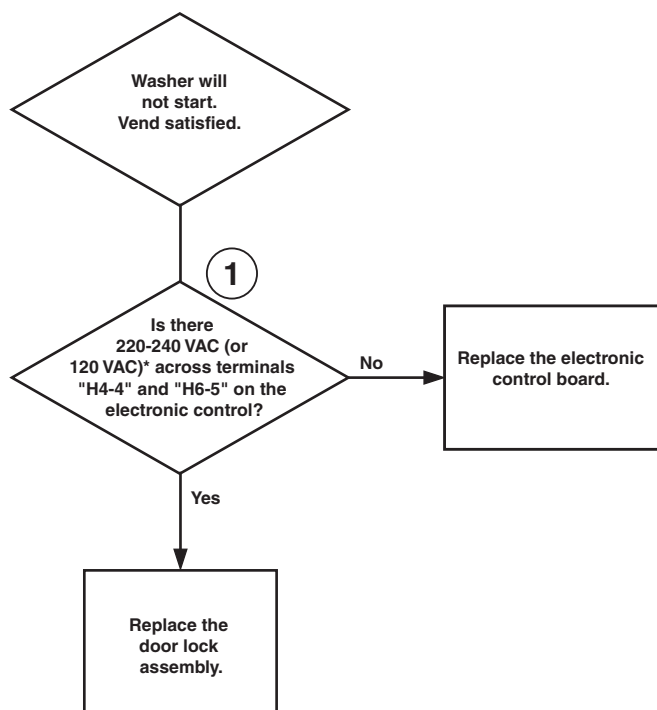 Washer will
not start.
Vend satisfied.
1
Is there
220-240 VAC (or
120 VAC)* across terminals
"H4-4" and "H6-5" on the
electronic control?
No
Replace the electronic
control board.
Yes
Replace the
door lock
assembly.